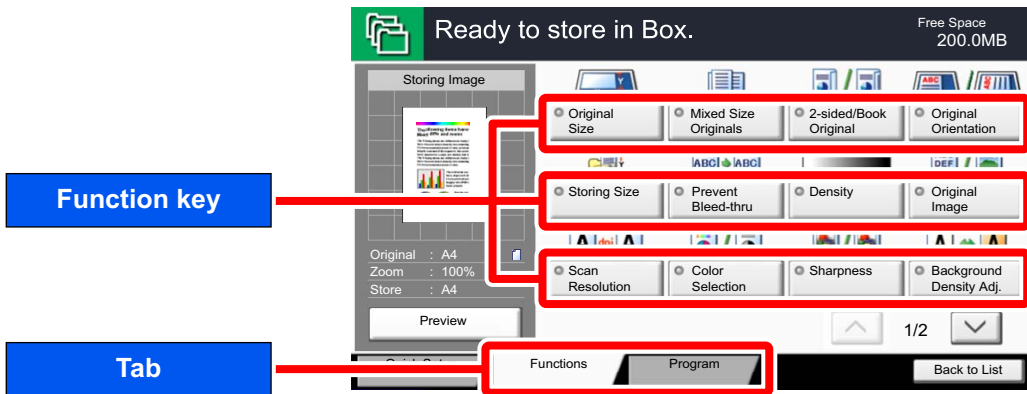 Ready to store in Box.
Free Space
200.0MB
Storing Image
Original
Size
Mixed Size
Originals
2-sided/Book
Original
Original
Orientation
Function key
Storing Size
Prevent
Bleed-thru
Density
Original
Image
Original : A4
Zoom : 100%
Store : A4
Scan
Resolution
Color
Selection
Sharpness
Background
Density Adj.
Preview
1/2
Tab
Functions
Program
Back to List